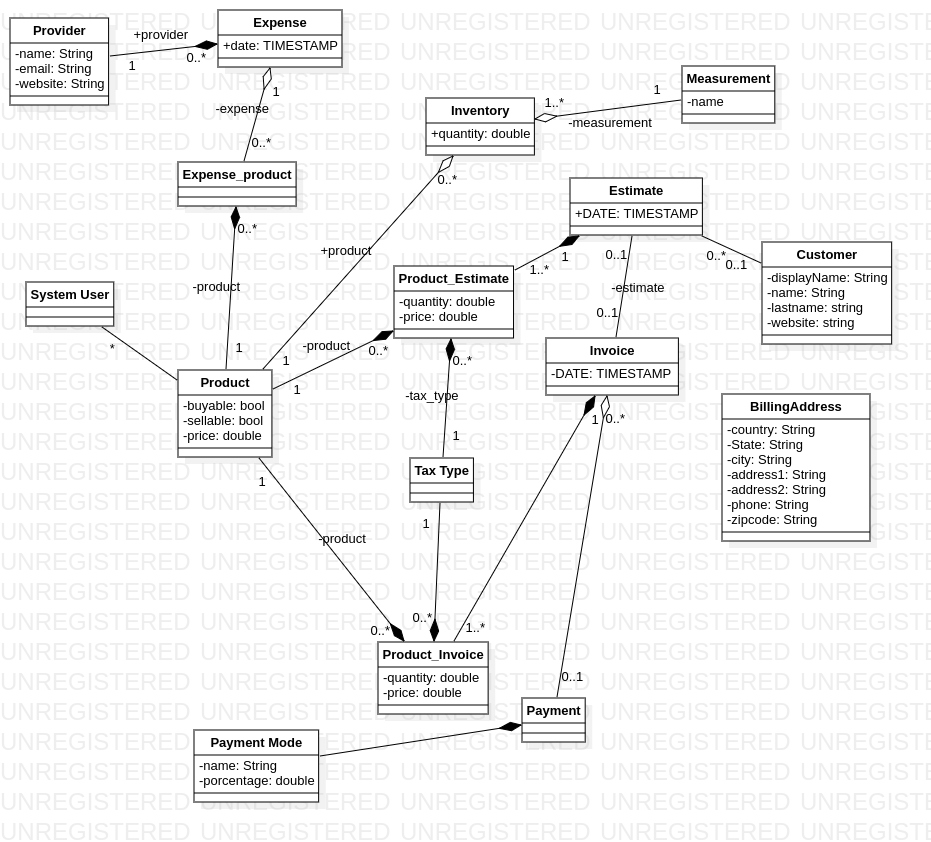 Provider
-name: String
-email: String
-website: String
+provider
1
0..*
Expense
+date: TIMESTAMP
1
-expense
0..*
Expense_product
0..*
-product
1
Inventory
+quantity: double
1..*
1
-measurement
Measurement
-name
0..*
+product
1
Estimate
+DATE: TIMESTAMP
1
1..*
0..1
-estimate
0..1
0..*
0..1
Customer
-displayName: String
-name: String
-lastname: string
-website: string
Product_Estimate
-quantity: double
-price: double
-product
0..*
1
0..*
-tax_type
1
System User
*
Product
-buyable: bool
-sellable: bool
-price: double
1
-product
0..*
Invoice
-DATE: TIMESTAMP
1
0..*
BillingAddress
-country: String
-State: String
-city: String
-address1: String
-address2: String
-phone: String
-zipcode: String
Tax Type
1
0..*
1..*
Product_Invoice
-quantity: double
-price: double
0..1
Payment
Payment Mode
-name: String
-porcentage: double
UNREGISTERED